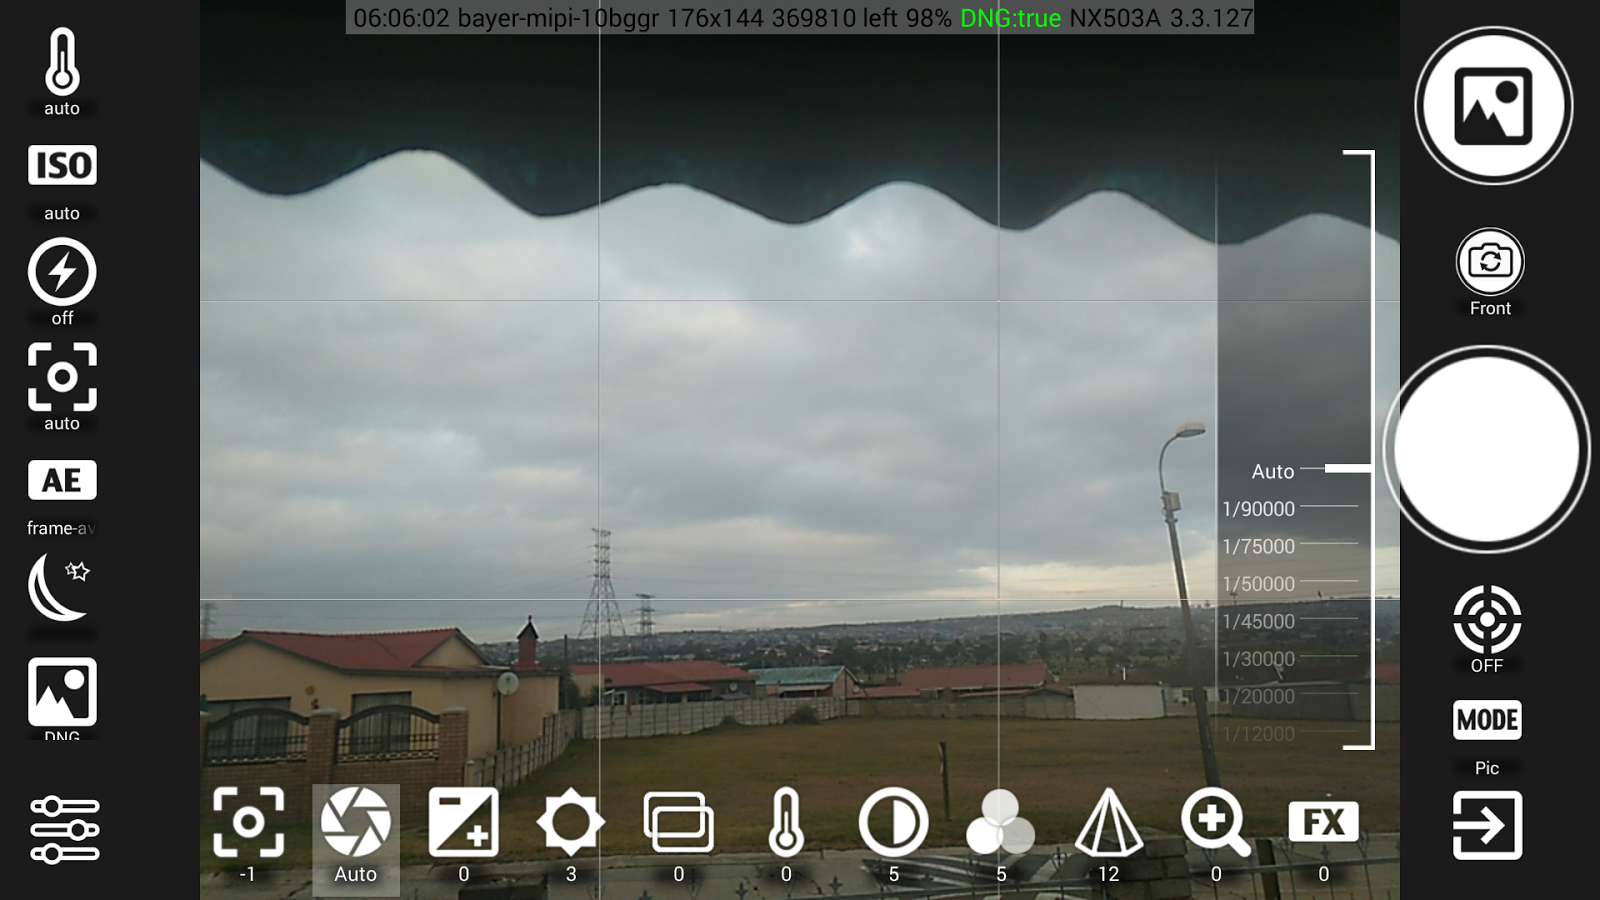 06:06:02 bayer-mipi-10bggr 176x144 369810 left 98% DNG:true NX503A 3.3.127
auto
ISO
auto
off
auto
AE
frame-av
DNG
Auto
1/90000
1/75000
1/50000
1/45000
1/30000
1/20000
1/12000
Front
OFF
MODE
Pic
FX
-1 Auto 0 3 0 0 5 5 12 0 0